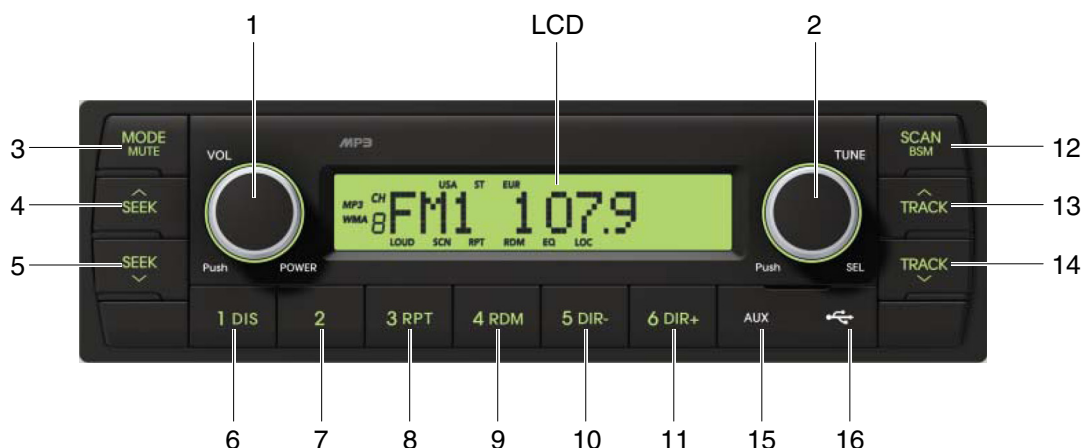 1 LCD 2
3 MODE MUTE VOL MP3 TUNE SCAN BSM 12
4 SEEK USA ST EUR TRACK 13
MP3 WMA CH 8 FM1 107.9
LOUD SCN RPT RDM EQ LOC
5 SEEK Push POWER Push SEL TRACK 14
1 DIS 2 3 RPT 4 RDM 5 DIR- 6 DIR+ AUX
6 7 8 9 10 11 15 16